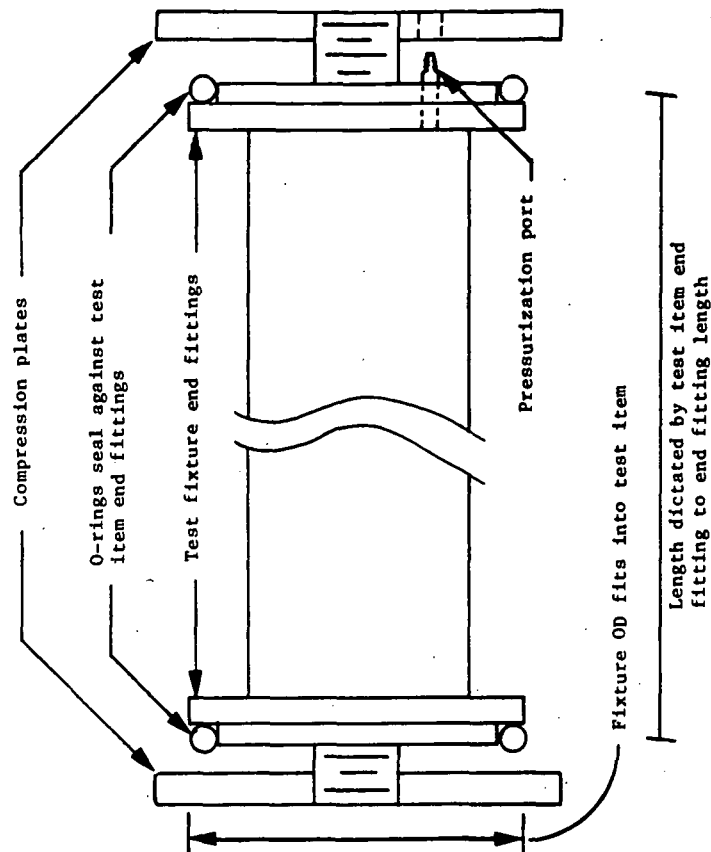 Compression plates
O-rings seal against test
item end fittings
Test fixture end fittings
Pressurization port
Fixture OD fits into test item
Length dictated by test item end
fitting to end fitting length